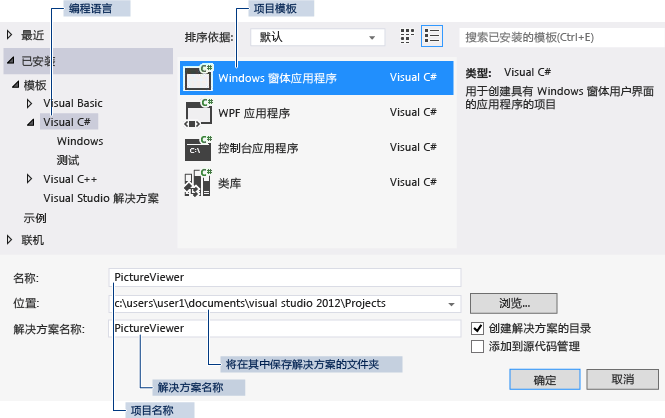 编程语言
项目模板
最近
排序依据: 默认
搜索已安装的模板(Ctrl+E)
已安装
模板
Visual Basic
Visual C#
Windows
测试
Visual C++
Visual Studio 解决方案
示例
联机
C# Windows 窗体应用程序 Visual C#
C# WPF 应用程序 Visual C#
C# C:\ 控制台应用程序 Visual C#
C# 类库 Visual C#
类型: Visual C#
用于创建具有 Windows 窗体用户界面
的应用程序的项目
名称: PictureViewer
位置: c:\users\user1\documents\visual studio 2012\Projects 浏览...
解决方案名称: PictureViewer
创建解决方案的目录
添加到源代码管理
将在其中保存解决方案的文件夹
确定 取消
解决方案名称
项目名称